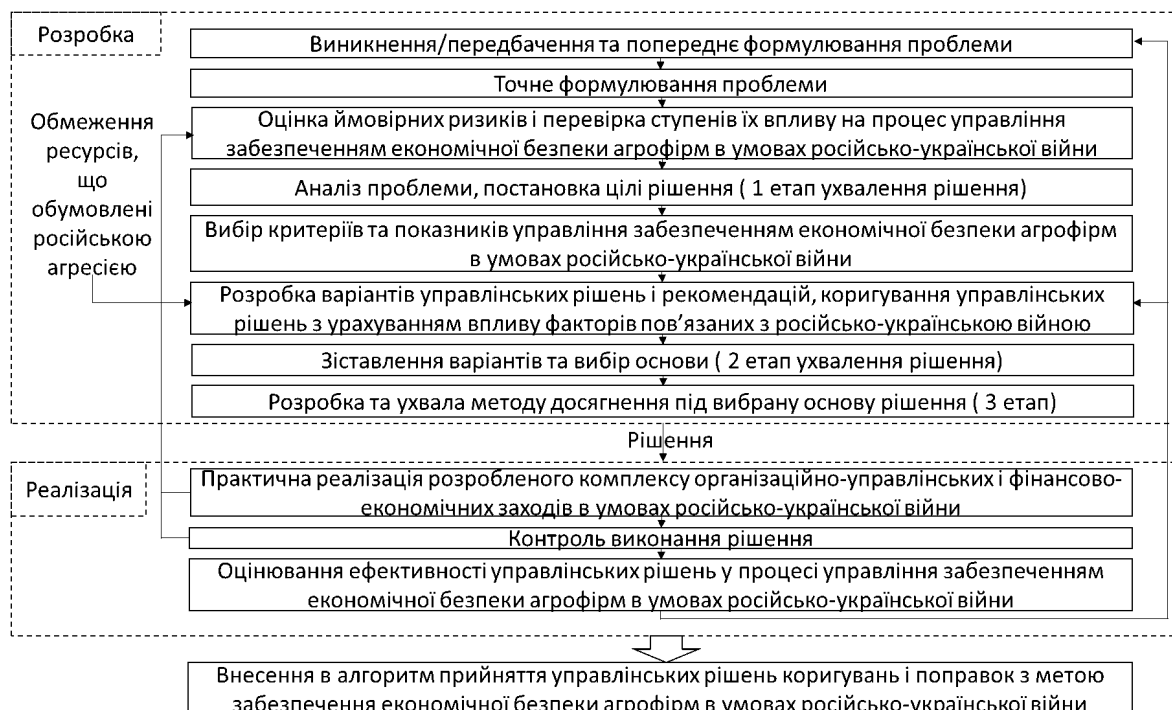 Розробка
Виникнення/передбачення та попереднє формулювання проблеми
Точне формулювання проблеми
Обмеження
ресурсів,
що
обумовлені
російською
агресією
Оцінка ймовірних ризиків і перевірка ступенів їх впливу на процес управління
забезпеченням економічної безпеки агрофірм в умовах російсько-української війни
Аналіз проблеми, постановка цілі рішення ( 1 етап ухвалення рішення)
Вибір критеріїв та показників управління забезпеченням економічної безпеки агрофірм
в умовах російсько-української війни
Розробка варіантів управлінських рішень і рекомендацій, коригування управлінських
рішень з урахуванням впливу факторів пов’язаних з російсько-українською війною
Зіставлення варіантів та вибір основи ( 2 етап ухвалення рішення)
Розробка та ухвала методу досягнення під вибрану основу рішення ( 3 етап)
Рішення
Реалізація
Практична реалізація розробленого комплексу організаційно-управлінських і фінансово-
економічних заходів в умовах російсько-української війни
Контроль виконання рішення
Оцінювання ефективності управлінських рішень у процесі управління забезпеченням
економічної безпеки агрофірм в умовах російсько-української війни
Внесення в алгоритм прийняття управлінських рішень коригувань і поправок з метою
забезпечення економічної безпеки агрофірм в умовах російсько-української війни